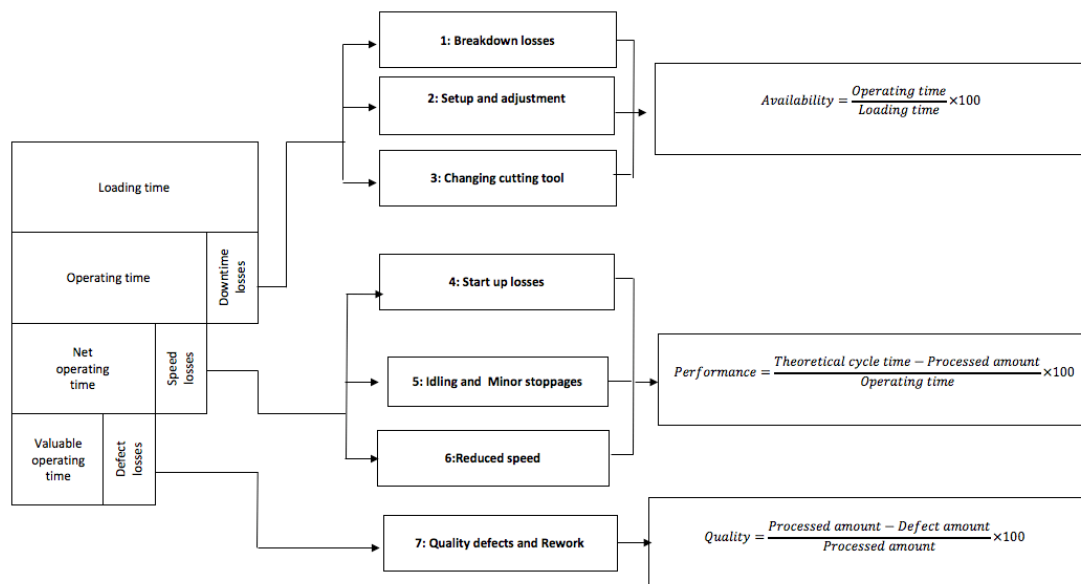 1: Breakdown losses
2: Setup and adjustment
3: Changing cutting tool
Availability = Operating time / Loading time ×100
Loading time
Operating time
Downtime
losses
Net
operating
time
Speed
losses
Valuable
operating
time
Defect
losses
4: Start up losses
5: Idling and Minor stoppages
6:Reduced speed
Performance = Theoretical cycle time − Processed amount / Operating time ×100
7: Quality defects and Rework
Quality = Processed amount − Defect amount / Processed amount ×100